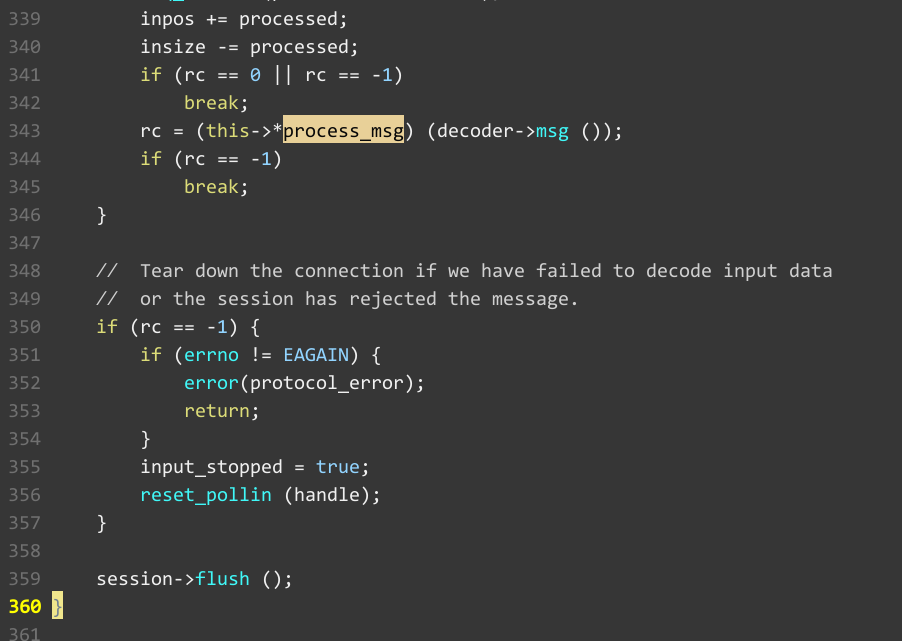 339 inpos += processed;
340 insize -= processed;
341 if (rc == 0 || rc == -1)
342 break;
343 rc = (this->*process_msg) (decoder->msg ());
344 if (rc == -1)
345 break;
346 }
347
348 //  Tear down the connection if we have failed to decode input data
349 //  or the session has rejected the message.
350 if (rc == -1) {
351 if (errno != EAGAIN) {
352 error(protocol_error);
353 return;
354 }
355 input_stopped = true;
356 reset_pollin (handle);
357 }
358
359 session->flush ();
360 }
361